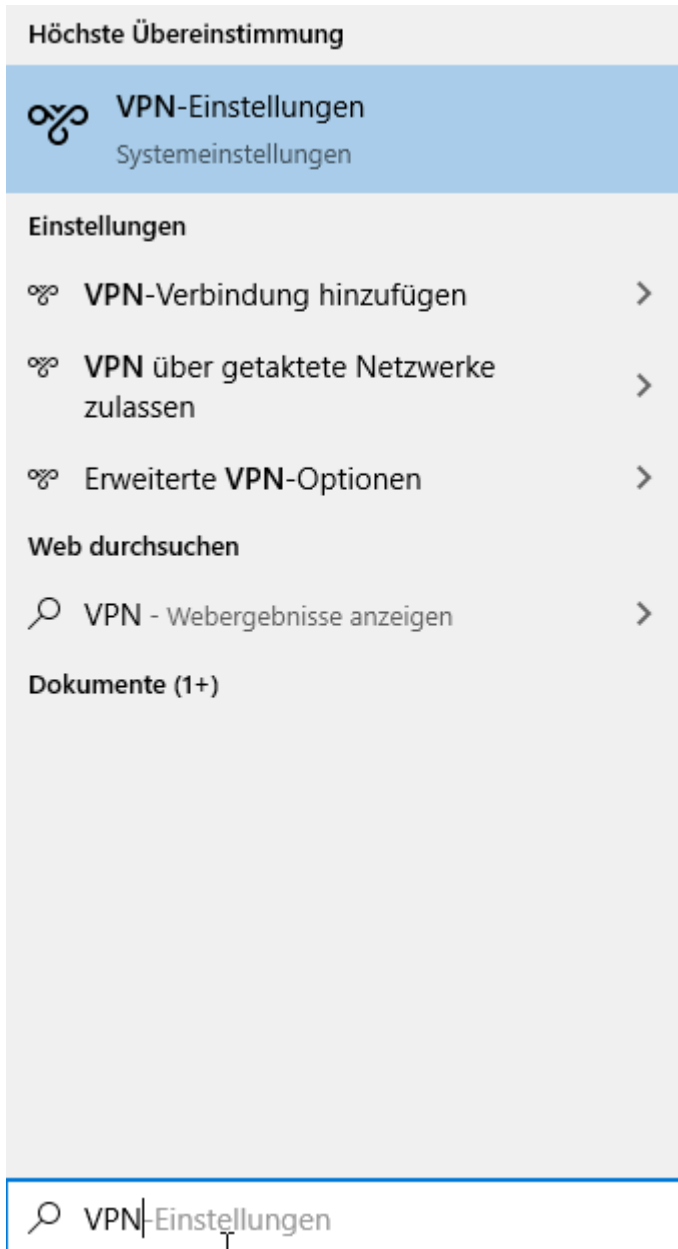 Höchste Übereinstimmung
VPN-Einstellungen
Systemeinstellungen
Einstellungen
VPN-Verbindung hinzufügen
VPN über getaktete Netzwerke
zulassen
Erweiterte VPN-Optionen
Web durchsuchen
VPN - Webergebnisse anzeigen
Dokumente (1+)
VPN-Einstellungen